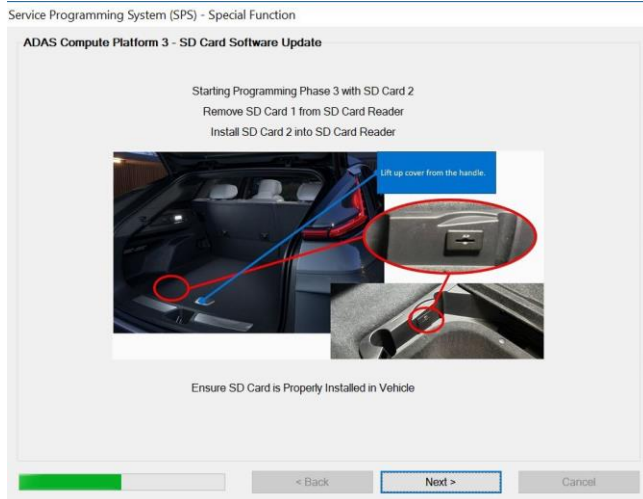 Service Programming System (SPS) - Special Function
ADAS Compute Platform 3 - SD Card Software Update
Starting Programming Phase 3 with SD Card 2
Remove SD Card 1 from SD Card Reader
Install SD Card 2 into SD Card Reader
Lift up cover from the handle.
Ensure SD Card is Properly Installed in Vehicle
< Back
Next >
Cancel